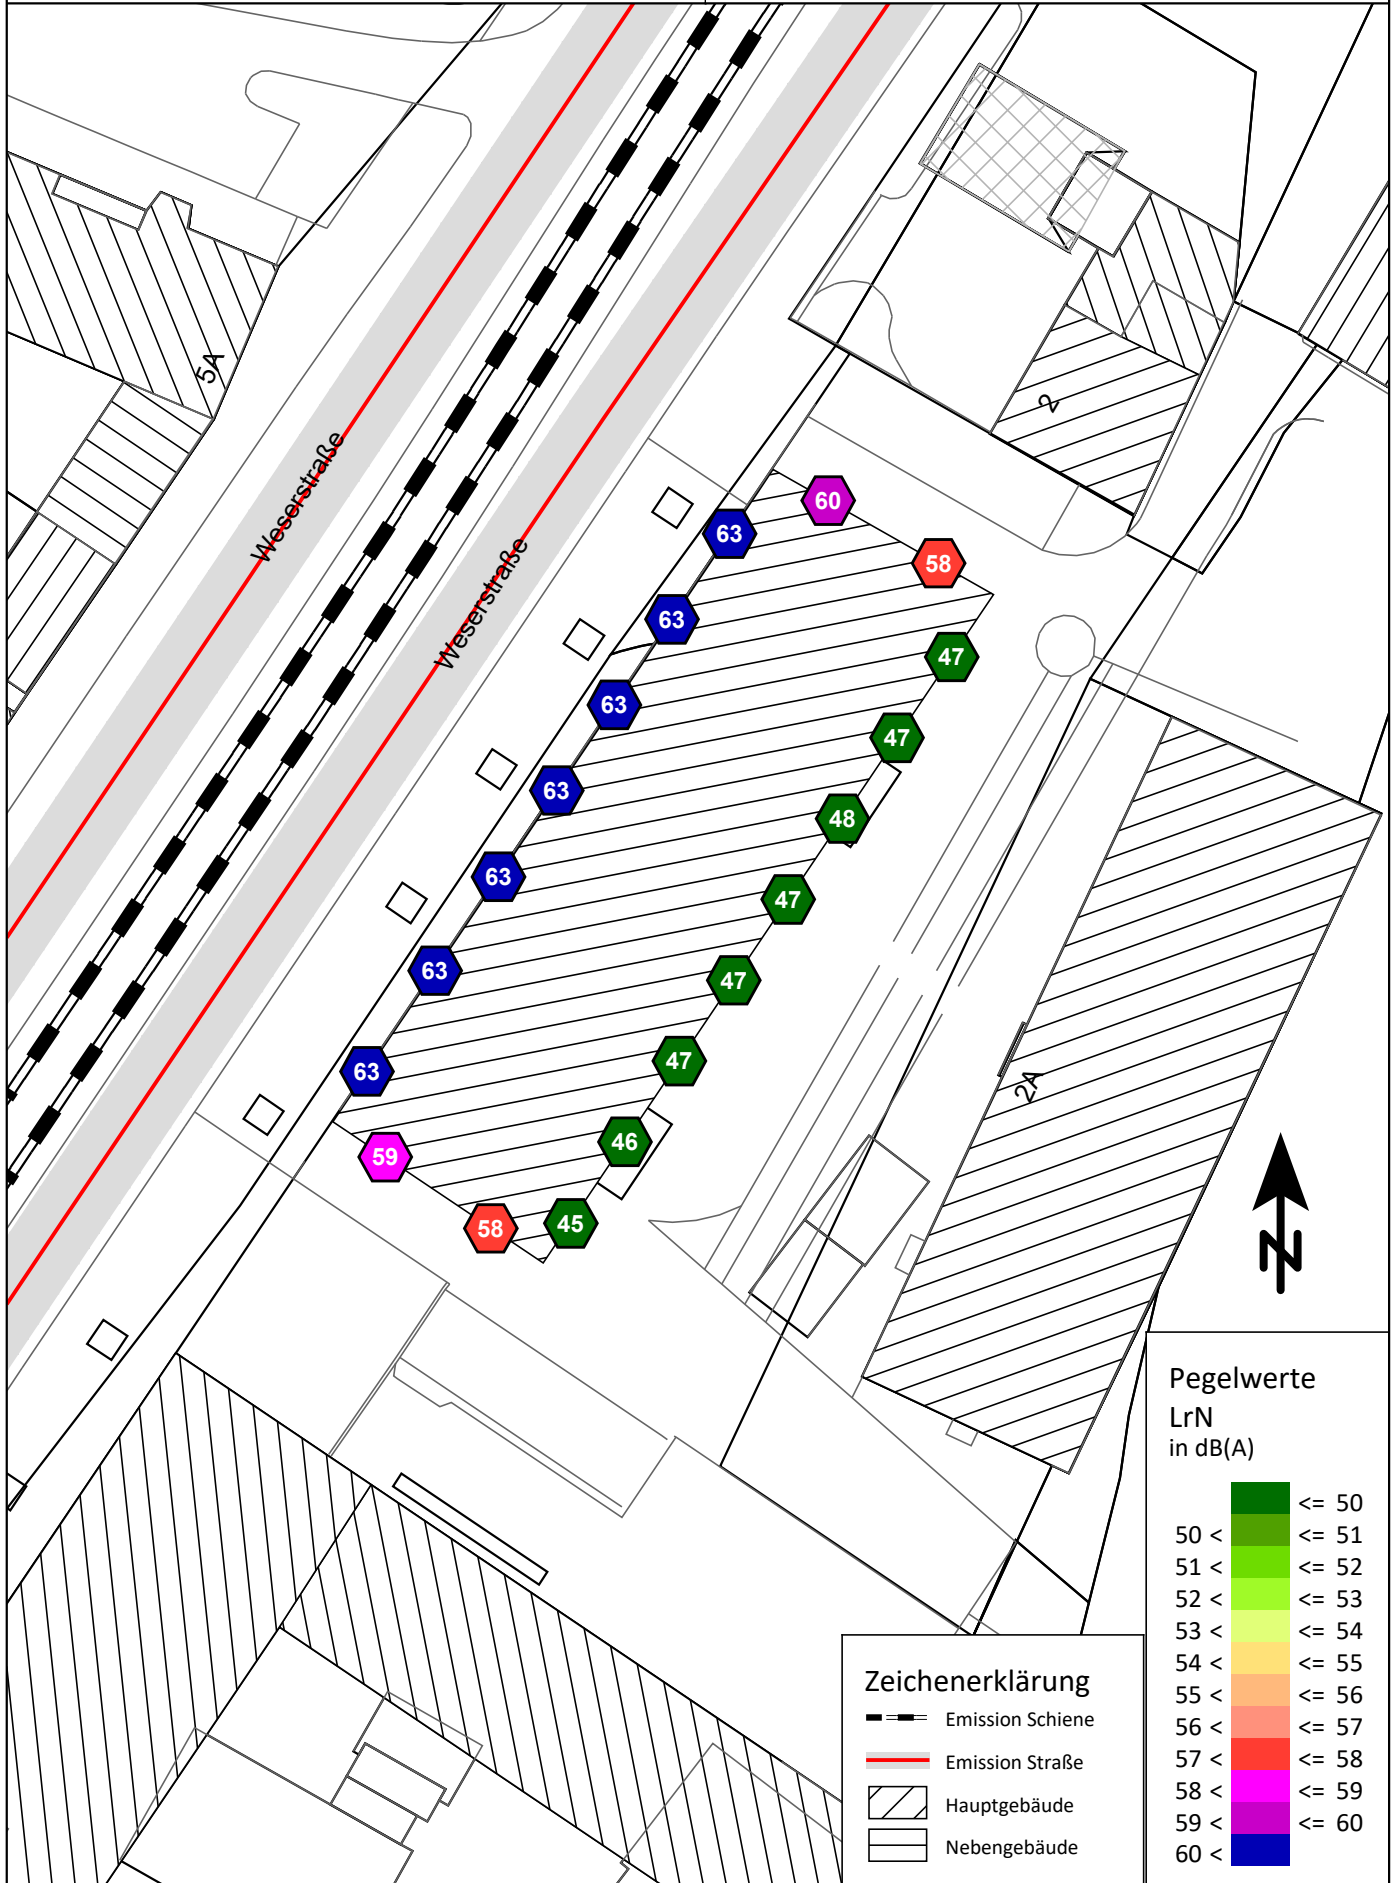 5A
2
Weserstraße
60
63
Weserstraße
58
63
47
63
47
63
48
63
47
63
47
63
47
2A
46
59
45
58
N
Pegelwerte
LrN
in dB(A)
<= 50
50 < <= 51
51 < <= 52
52 < <= 53
53 < <= 54
54 < <= 55
55 < <= 56
56 < <= 57
57 < <= 58
58 < <= 59
59 < <= 60
60 <
Zeichenerklärung
Emission Schiene
Emission Straße
Hauptgebäude
Nebengebäude